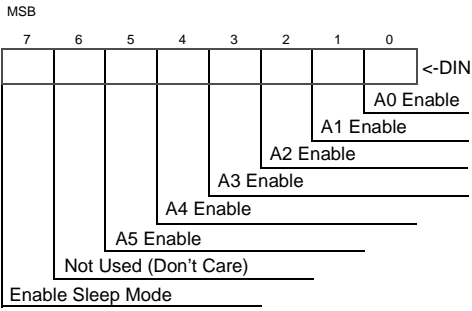 MSB
7 6 5 4 3 2 1 0
<-DIN
A0 Enable
A1 Enable
A2 Enable
A3 Enable
A4 Enable
A5 Enable
Not Used (Don't Care)
Enable Sleep Mode